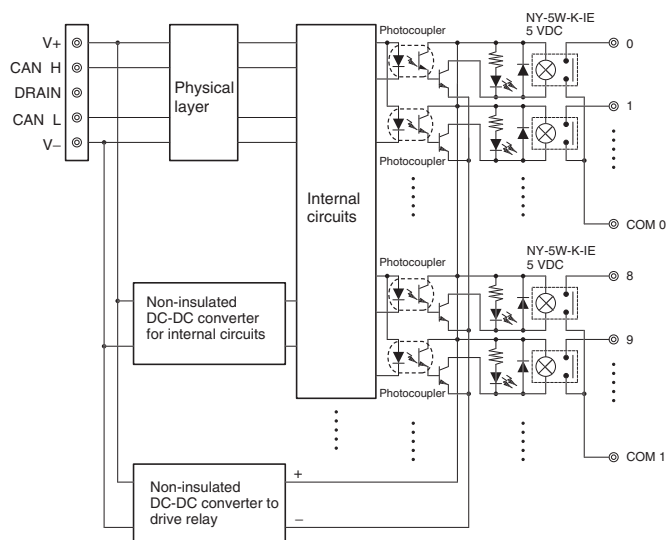 V+
CAN H
DRAIN
CAN L
V−
Physical
layer
Internal
circuits
Photocoupler
NY-5W-K-IE
5 VDC
0
Photocoupler
1
COM 0
Photocoupler
NY-5W-K-IE
5 VDC
8
Photocoupler
9
COM 1
Non-insulated
DC-DC converter
for internal circuits
Non-insulated
DC-DC converter to
drive relay
+
−